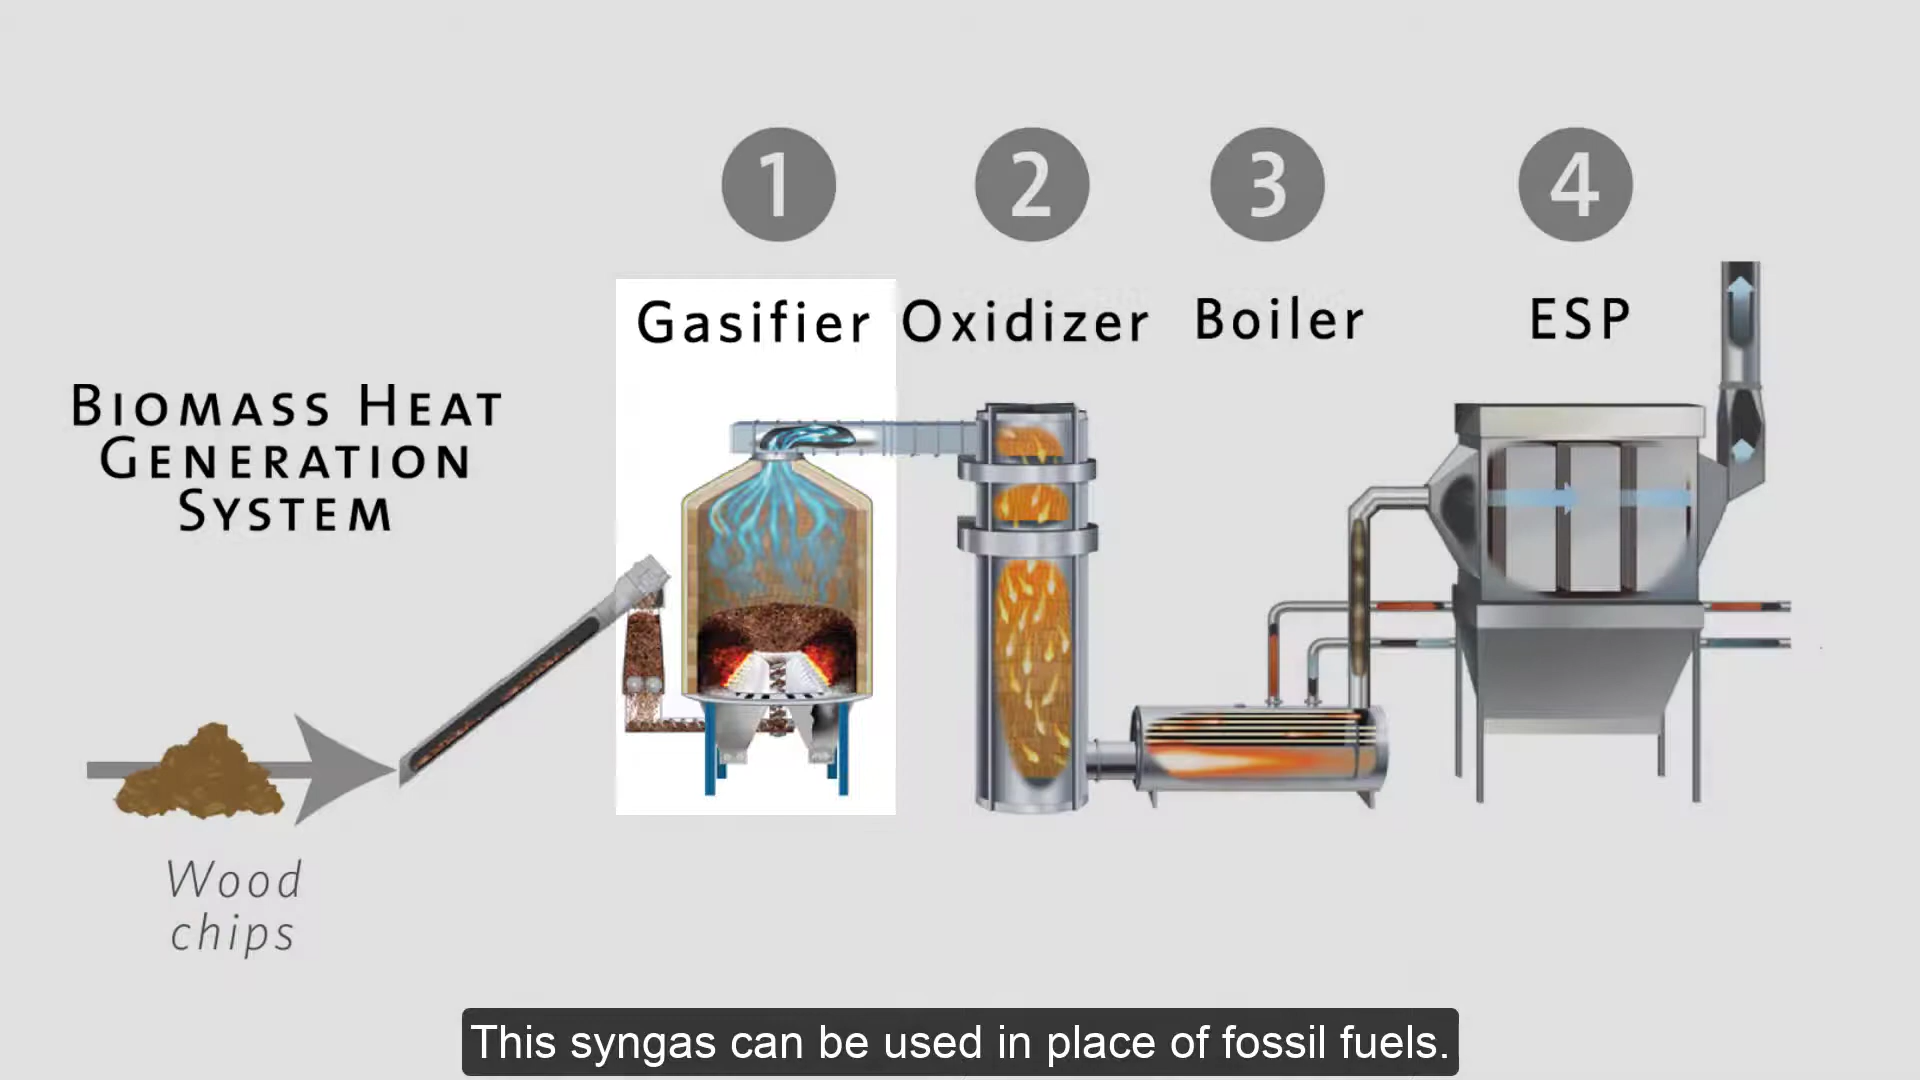 1
2
3
4
Gasifier
Oxidizer
Boiler
ESP
BIOMASS HEAT
GENERATION
SYSTEM
Wood
chips
This syngas can be used in place of fossil fuels.